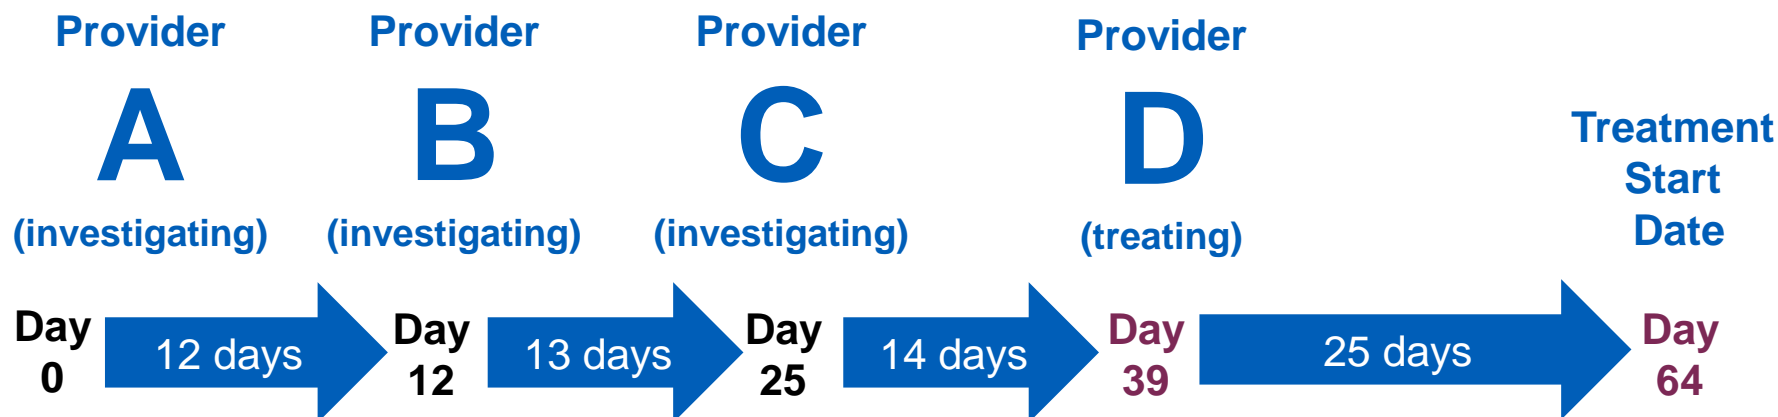 Provider
A
(investigating)
Provider
B
(investigating)
Provider
C
(investigating)
Provider
D
(treating)
Treatment
Start
Date
Day
0
12 days
Day
12
13 days
Day
25
14 days
Day
39
25 days
Day
64